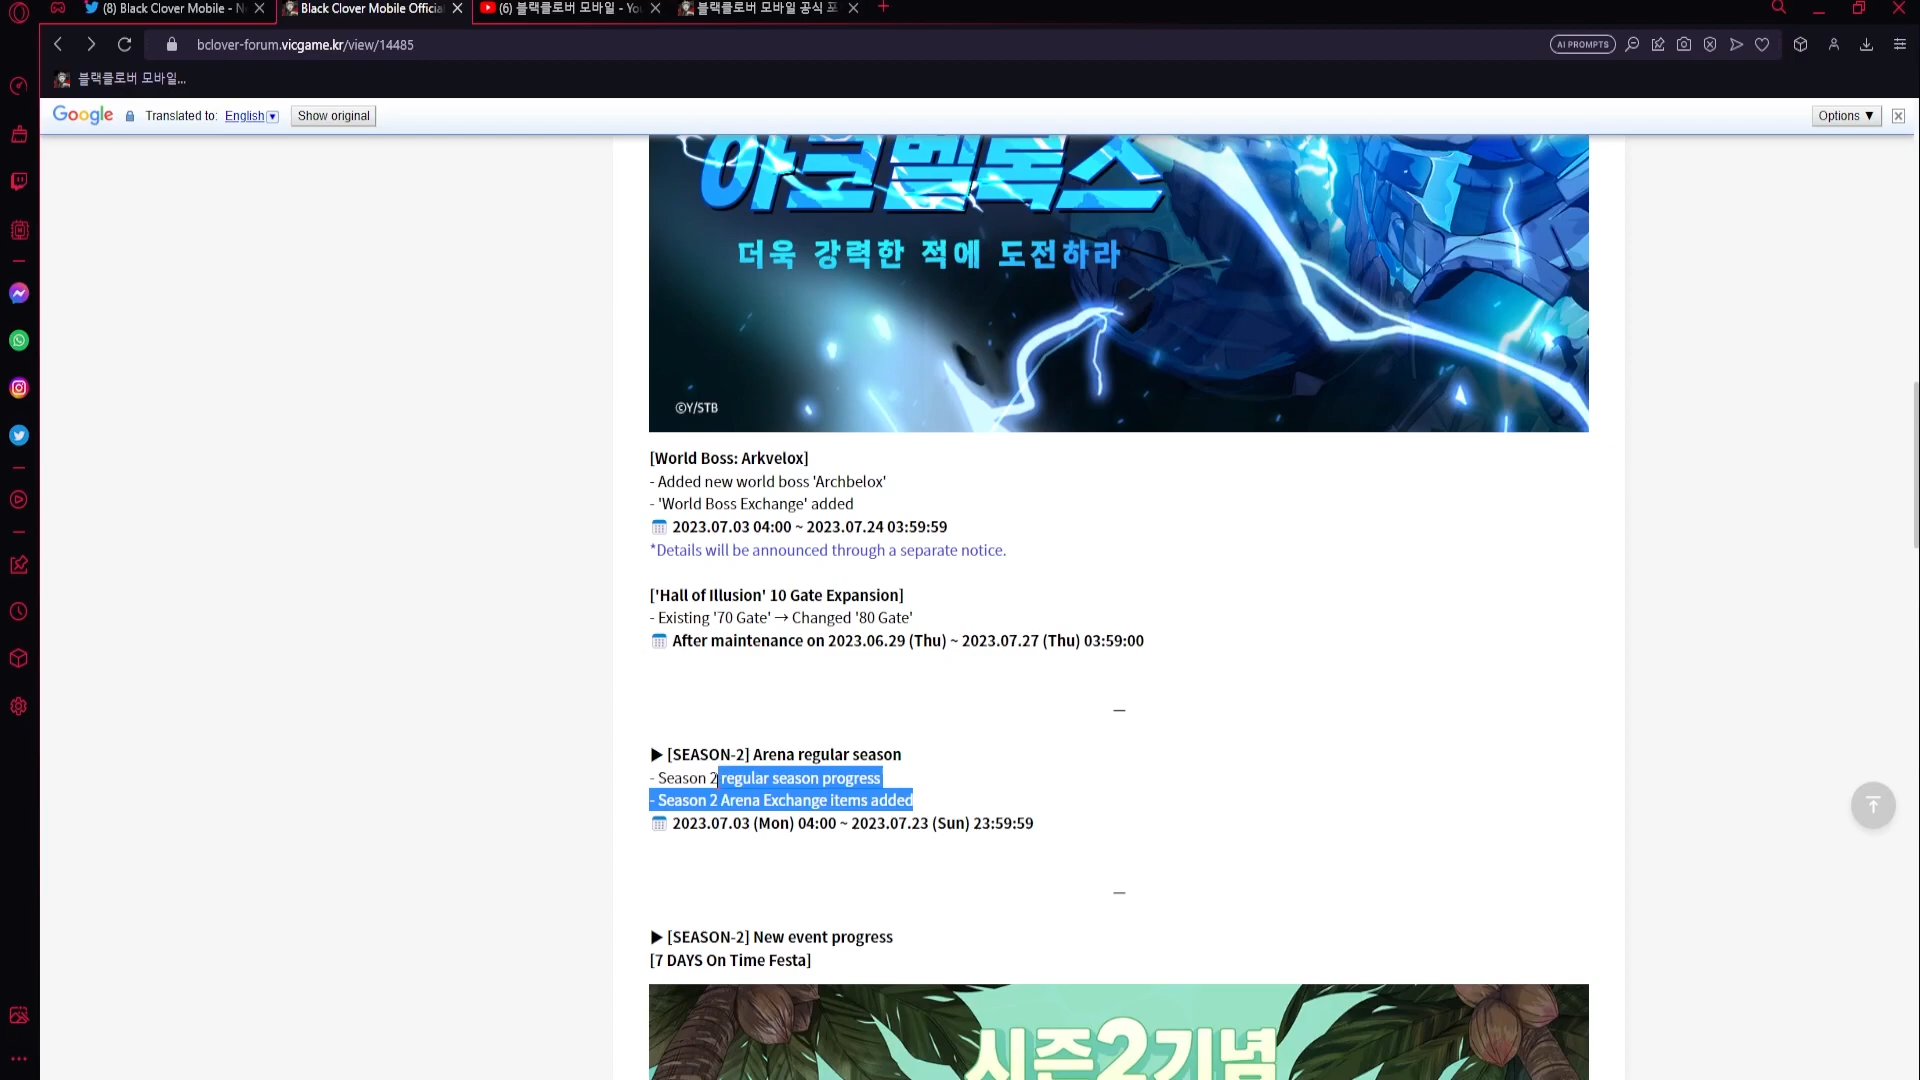 (8) Black Clover Mobile - N
Black Clover Mobile Officia
(6) 블랙클로버 모바일 - You
블랙클로버 모바일 공식 포
bclover-forum.vicgame.kr/view/14485
AI PROMPTS
블랙클로버 모바일...
Google
Translated to: English
Show original
Options ▼
아크벨록스
더욱 강력한 적에 도전하라
©Y/STB
[World Boss: Arkvelox]
- Added new world boss 'Archbelox'
- 'World Boss Exchange' added
2023.07.03 04:00 ~ 2023.07.24 03:59:59
*Details will be announced through a separate notice.
['Hall of Illusion' 10 Gate Expansion]
- Existing '70 Gate' → Changed '80 Gate'
After maintenance on 2023.06.29 (Thu) ~ 2023.07.27 (Thu) 03:59:00
—
▶ [SEASON-2] Arena regular season
- Season 2 regular season progress
- Season 2 Arena Exchange items added
2023.07.03 (Mon) 04:00 ~ 2023.07.23 (Sun) 23:59:59
—
▶ [SEASON-2] New event progress
[7 DAYS On Time Festa]
시즌2기념